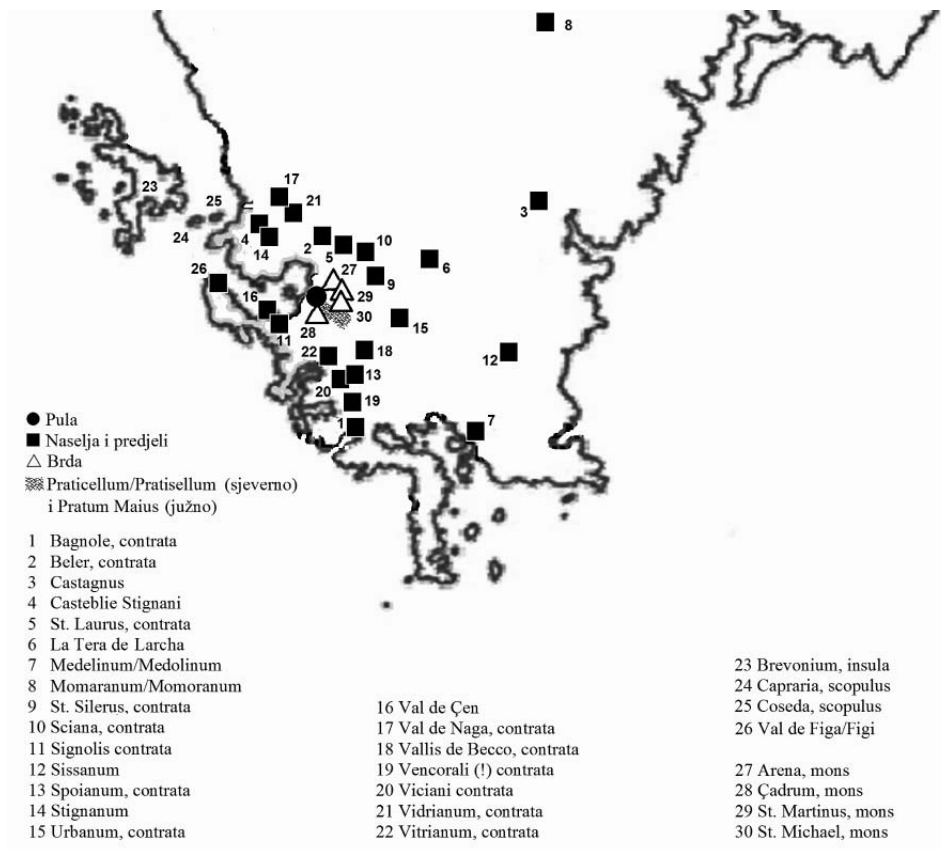 8
23
17
25
21
3
24
4
14
2
5
10
6
26
27
9
16
29
30
15
11
28
22
18
12
13
20
19
1
7
Pula
Naselja i predjeli
Brda
Praticellum/Pratisellum (sjeverno)
i Pratum Maius (južno)
1 Bagnole, contrata
2 Beler, contrata
3 Castagnus
4 Casteblie Stignani
5 St. Laurus, contrata
6 La Tera de Larcha
7 Medelinum/Medolinum
8 Momaranum/Momoranum
9 St. Silerus, contrata
10 Sciana, contrata
11 Signolis contrata
12 Sissanum
13 Spoianum, contrata
14 Stignanum
15 Urbanum, contrata
16 Val de Çen
17 Val de Naga, contrata
18 Vallis de Becco, contrata
19 Vencorali (!) contrata
20 Viciani contrata
21 Vidrianum, contrata
22 Vitrianum, contrata
23 Brevonium, insula
24 Capraria, scopulus
25 Coseda, scopulus
26 Val de Figa/Figi
27 Arena, mons
28 Çadrum, mons
29 St. Martinus, mons
30 St. Michael, mons